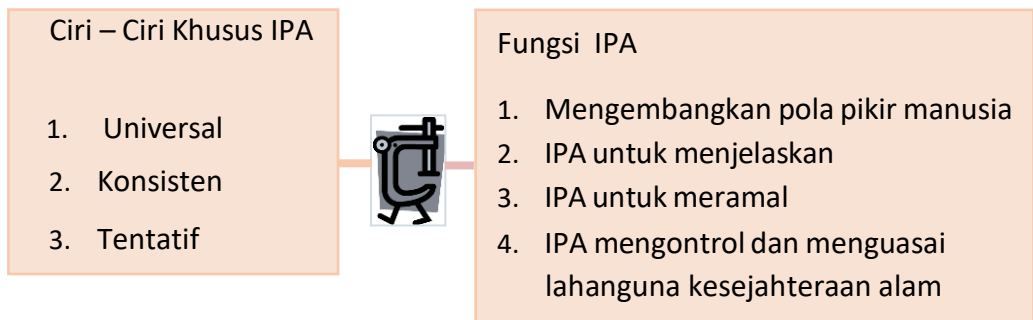 Ciri – Ciri Khusus IPA
1. Universal
2. Konsisten
3. Tentatif
Fungsi IPA
1. Mengembangkan pola pikir manusia
2. IPA untuk menjelaskan
3. IPA untuk meramal
4. IPA mengontrol dan menguasai
lahanguna kesejahteraan alam